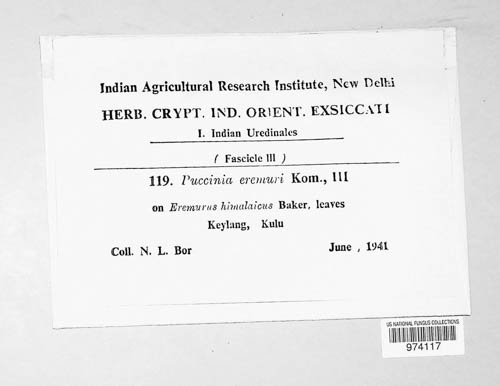 Indian Agricultural Research Institute, New Delhi
HERB. CRYPT. IND. ORIENT. EXSICCATI
I. Indian Uredinales
( Fascicle III )
119. Puccinia eremuri Kom., III
on Eremurus himalaicus Baker, leaves
Keylang, Kulu
Coll. N. L. Bor June , 1941
US NATIONAL FUNGUS COLLECTIONS
974117